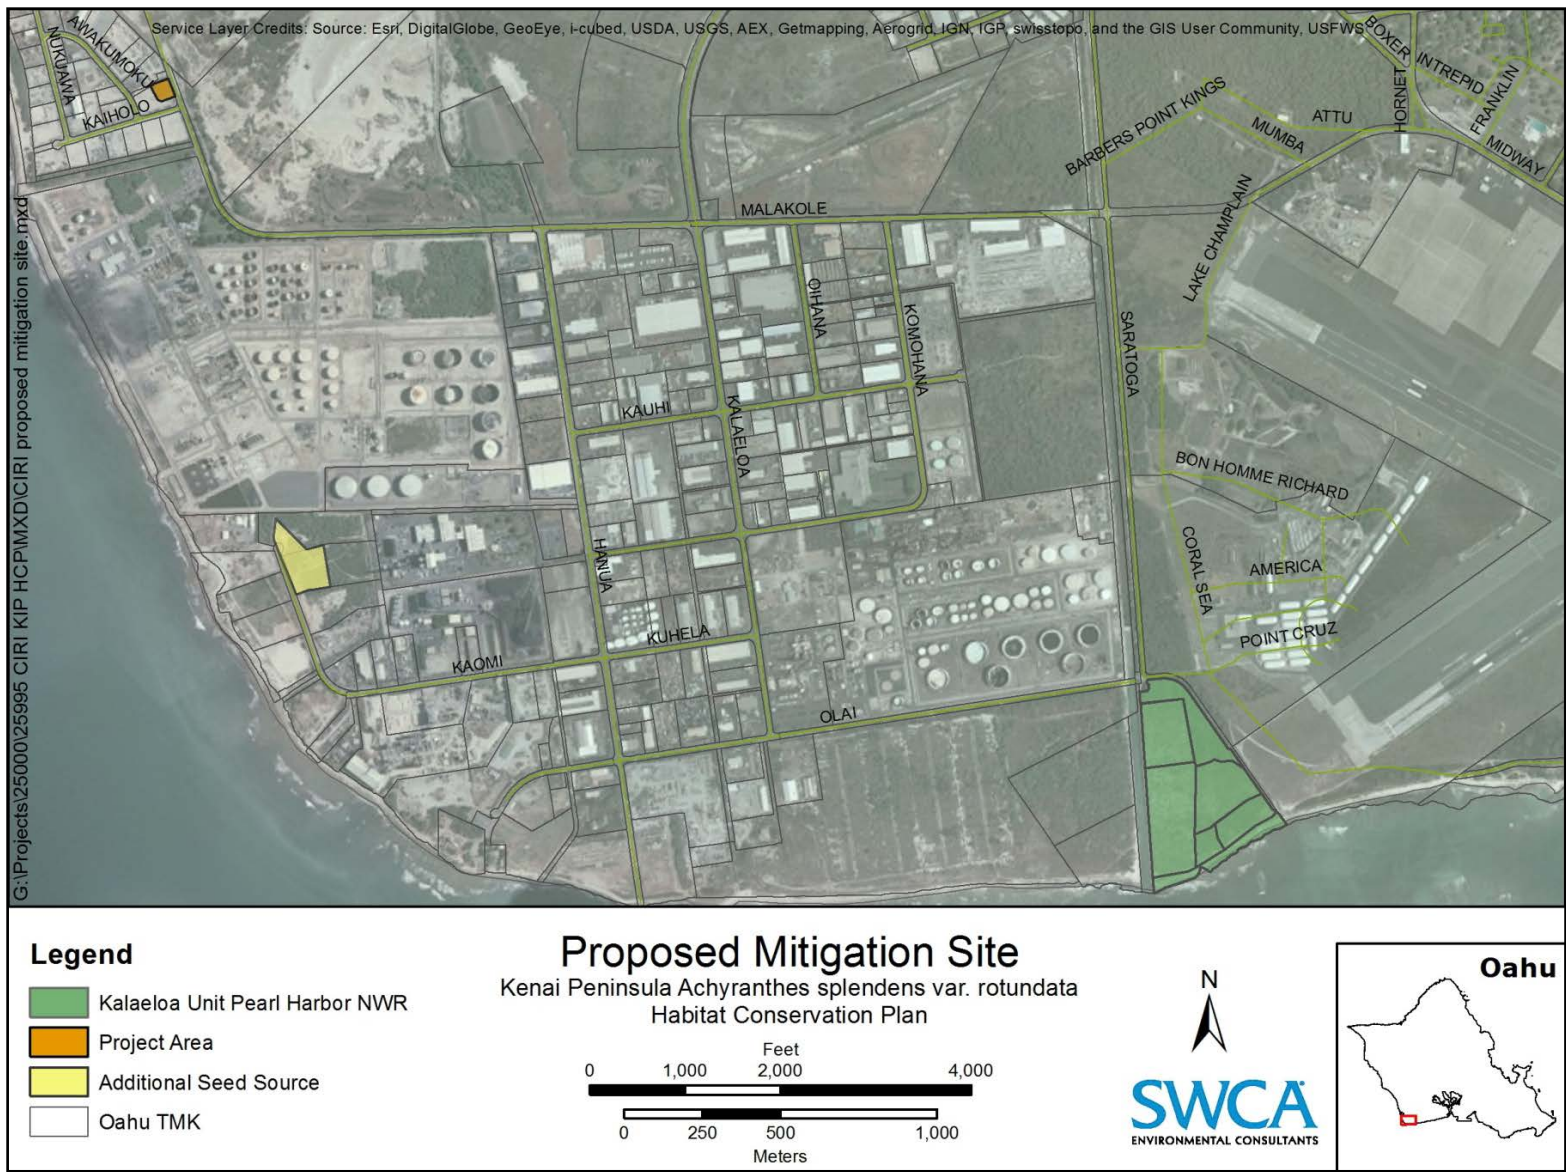 Service Layer Credits: Source: Esri, DigitalGlobe, GeoEye, i-cubed, USDA, USGS, AEX, Getmapping, Aerogrid, IGN, IGP, swisstopo, and the GIS User Community, USFWS
G:\Projects\25000\25995 CIRI KIP HCP\MXD\CIRI proposed mitigation site.mxd
NUKUAWA
AWAKUMOKU
KAIHOLO
BOXER
INTREPID
HORNET
FRANKLIN
MIDWAY
BARBERS POINT KINGS
ATTU
MUMBA
LAKE CHAMPLAIN
MALAKOLE
OIHANA
KOMOHANA
SARATOGA
KAUHI
KALAELOA
BON HOMME RICHARD
HANUA
CORAL SEA
AMERICA
POINT CRUZ
KUHELA
KAOMI
OLAI
Legend
Kalaeloa Unit Pearl Harbor NWR
Project Area
Additional Seed Source
Oahu TMK
Proposed Mitigation Site
Kenai Peninsula Achyranthes splendens var. rotundata
Habitat Conservation Plan
Feet
0 1,000 2,000 4,000
0 250 500 1,000
Meters
N
SWCA
ENVIRONMENTAL CONSULTANTS
Oahu